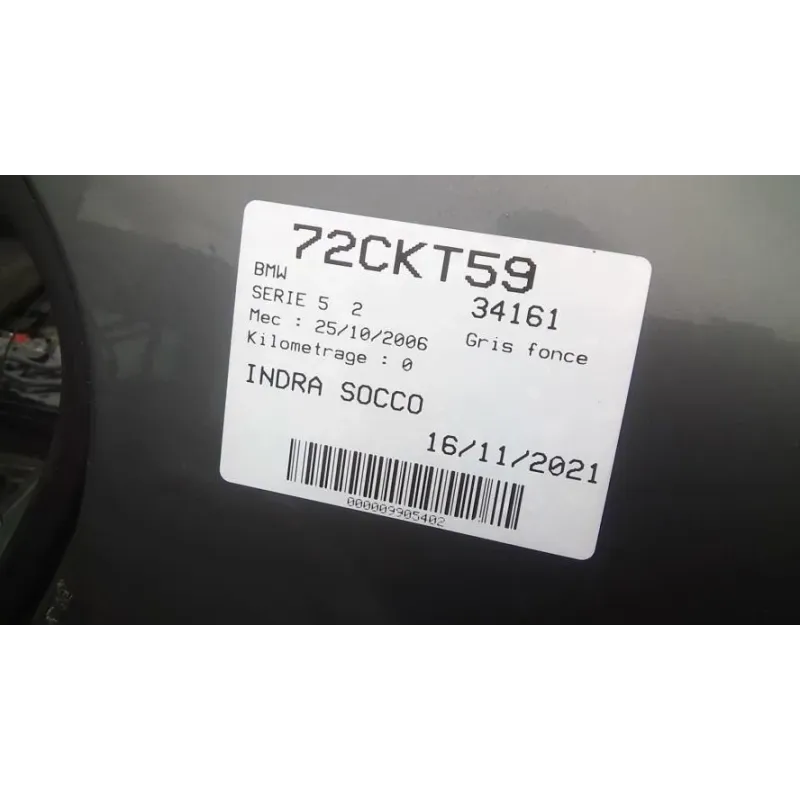 72CKT59
BMW
SERIE 5 2 34161
Mec : 25/10/2006 Gris fonce
Kilometrage : 0
INDRA SOCCO
16/11/2021
000009905402